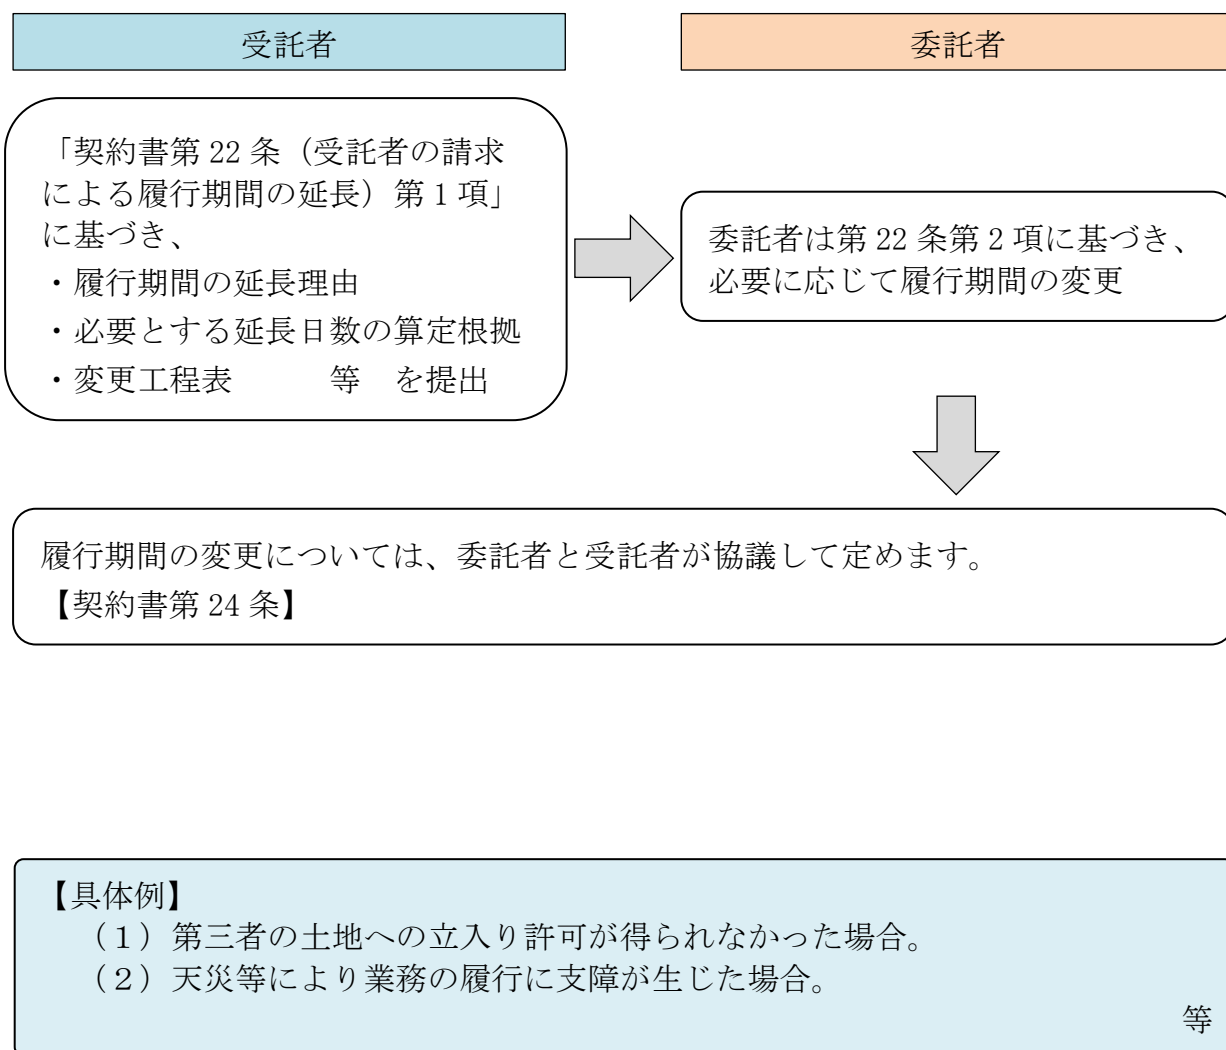 受託者
委託者
「契約書第 22 条（受託者の請求
による履行期間の延長）第 1 項」
に基づき、
・履行期間の延長理由
・必要とする延長日数の算定根拠
・変更工程表　　　等　を提出
委託者は第 22 条第 2 項に基づき、
必要に応じて履行期間の変更
履行期間の変更については、委託者と受託者が協議して定めます。
【契約書第 24 条】
【具体例】
（１）第三者の土地への立入り許可が得られなかった場合。
（２）天災等により業務の履行に支障が生じた場合。
等